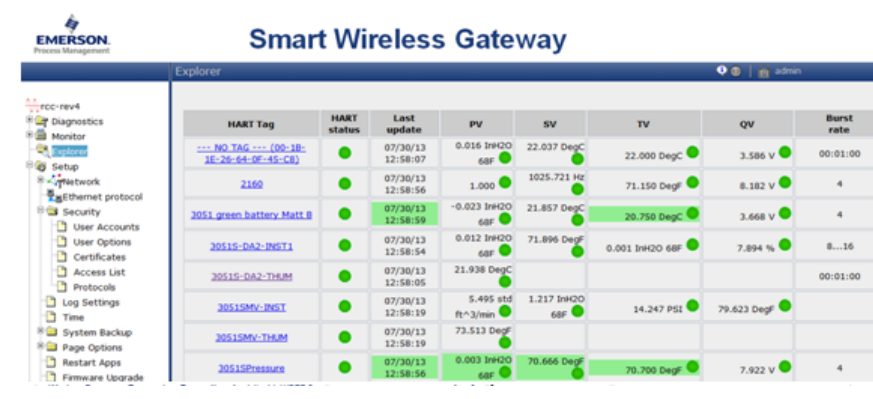 EMERSON.
Process Management
Smart Wireless Gateway
Explorer
admin
rcc-rev4
Diagnostics
Monitor
Explorer
Setup
Network
Ethernet protocol
Security
User Accounts
User Options
Certificates
Access List
Protocols
Log Settings
Time
System Backup
Page Options
Restart Apps
Firmware Upgrade
HART Tag HART status Last update PV SV TV QV Burst rate
--- NO TAG --- (00-1B-
1E-26-64-0F-45-CB) 07/30/13 12:58:07 0.016 InH2O 68F 22.037 DegC 22.000 DegC 3.586 V 00:01:00
2160 07/30/13 12:58:56 1.000 1025.721 Hz 71.150 DegF 8.182 V 4
3051 green battery Matt B 07/30/13 12:58:59 -0.023 InH2O 68F 21.857 DegC 20.750 DegC 3.668 V 4
3051S-DA2-INST1 07/30/13 12:58:54 0.012 InH2O 68F 71.896 DegF 0.001 InH2O 68F 7.894 % 8...16
3051S-DA2-THUM 07/30/13 12:58:05 21.938 DegC 00:01:00
3051SMV-INST 07/30/13 12:58:19 5.495 std ft^3/min 1.217 InH2O 68F 14.247 PSI 79.623 DegF
3051SMV-THUM 07/30/13 12:58:19 73.513 DegF
3051SPressure 07/30/13 12:58:56 0.003 InH2O 68F 70.666 DegF 70.700 DegF 7.922 V 4